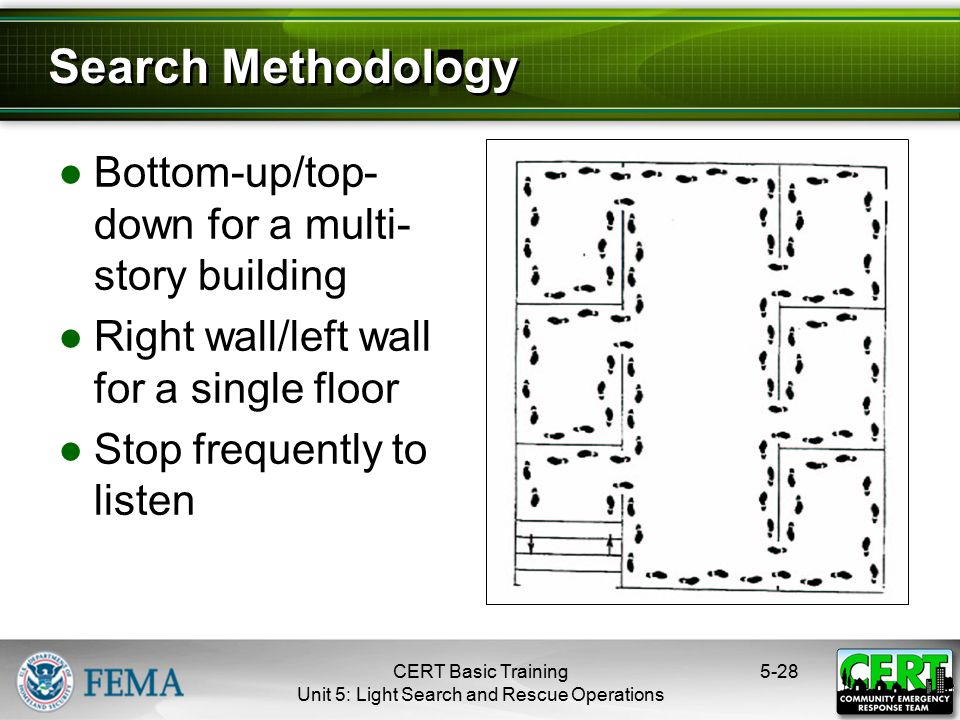 Search Methodology
● Bottom-up/top-
down for a multi-
story building
● Right wall/left wall
for a single floor
● Stop frequently to
listen
FEMA
CERT Basic Training
Unit 5: Light Search and Rescue Operations
5-28
CERT
COMMUNITY EMERGENCY
RESPONSE TEAM